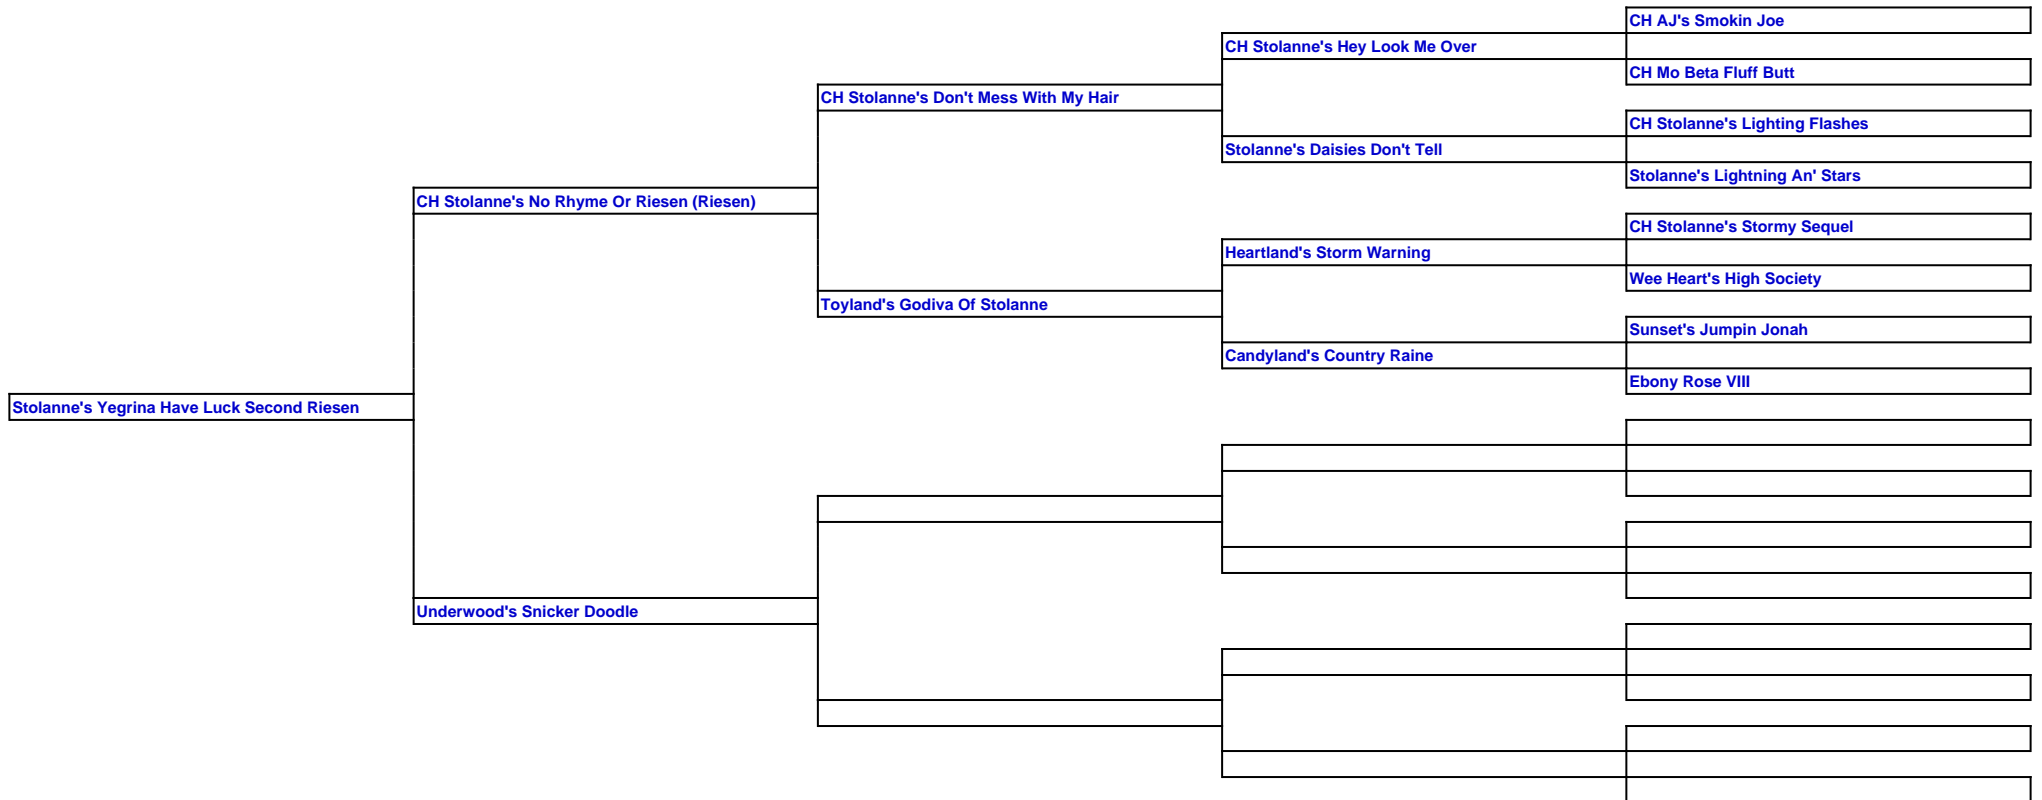 CH AJ's Smokin Joe
CH Stolanne's Hey Look Me Over
CH Mo Beta Fluff Butt
CH Stolanne's Don't Mess With My Hair
CH Stolanne's Lighting Flashes
Stolanne's Daisies Don't Tell
Stolanne's Lightning An' Stars
CH Stolanne's No Rhyme Or Riesen (Riesen)
CH Stolanne's Stormy Sequel
Heartland's Storm Warning
Wee Heart's High Society
Toyland's Godiva Of Stolanne
Sunset's Jumpin Jonah
Candyland's Country Raine
Ebony Rose VIII
Stolanne's Yegrina Have Luck Second Riesen
Underwood's Snicker Doodle